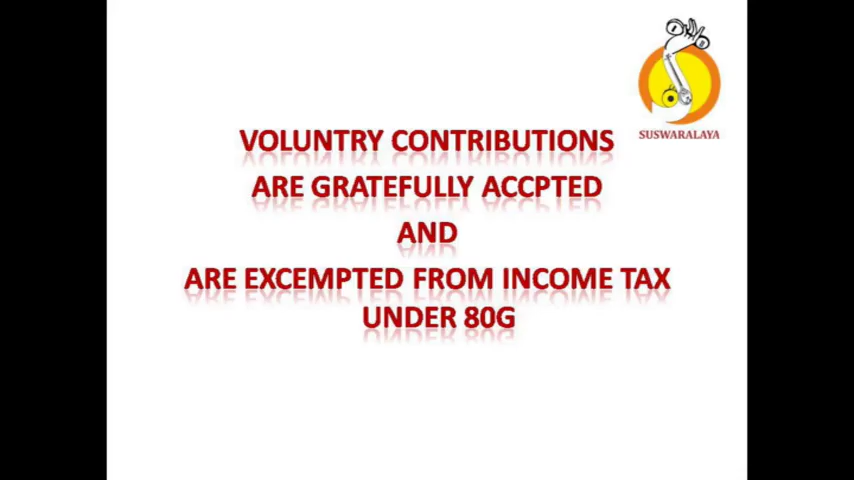 SUSWARALAYA
VOLUNTRY CONTRIBUTIONS
ARE GRATEFULLY ACCPTED
AND
ARE EXCEMPTED FROM INCOME TAX
UNDER 80G